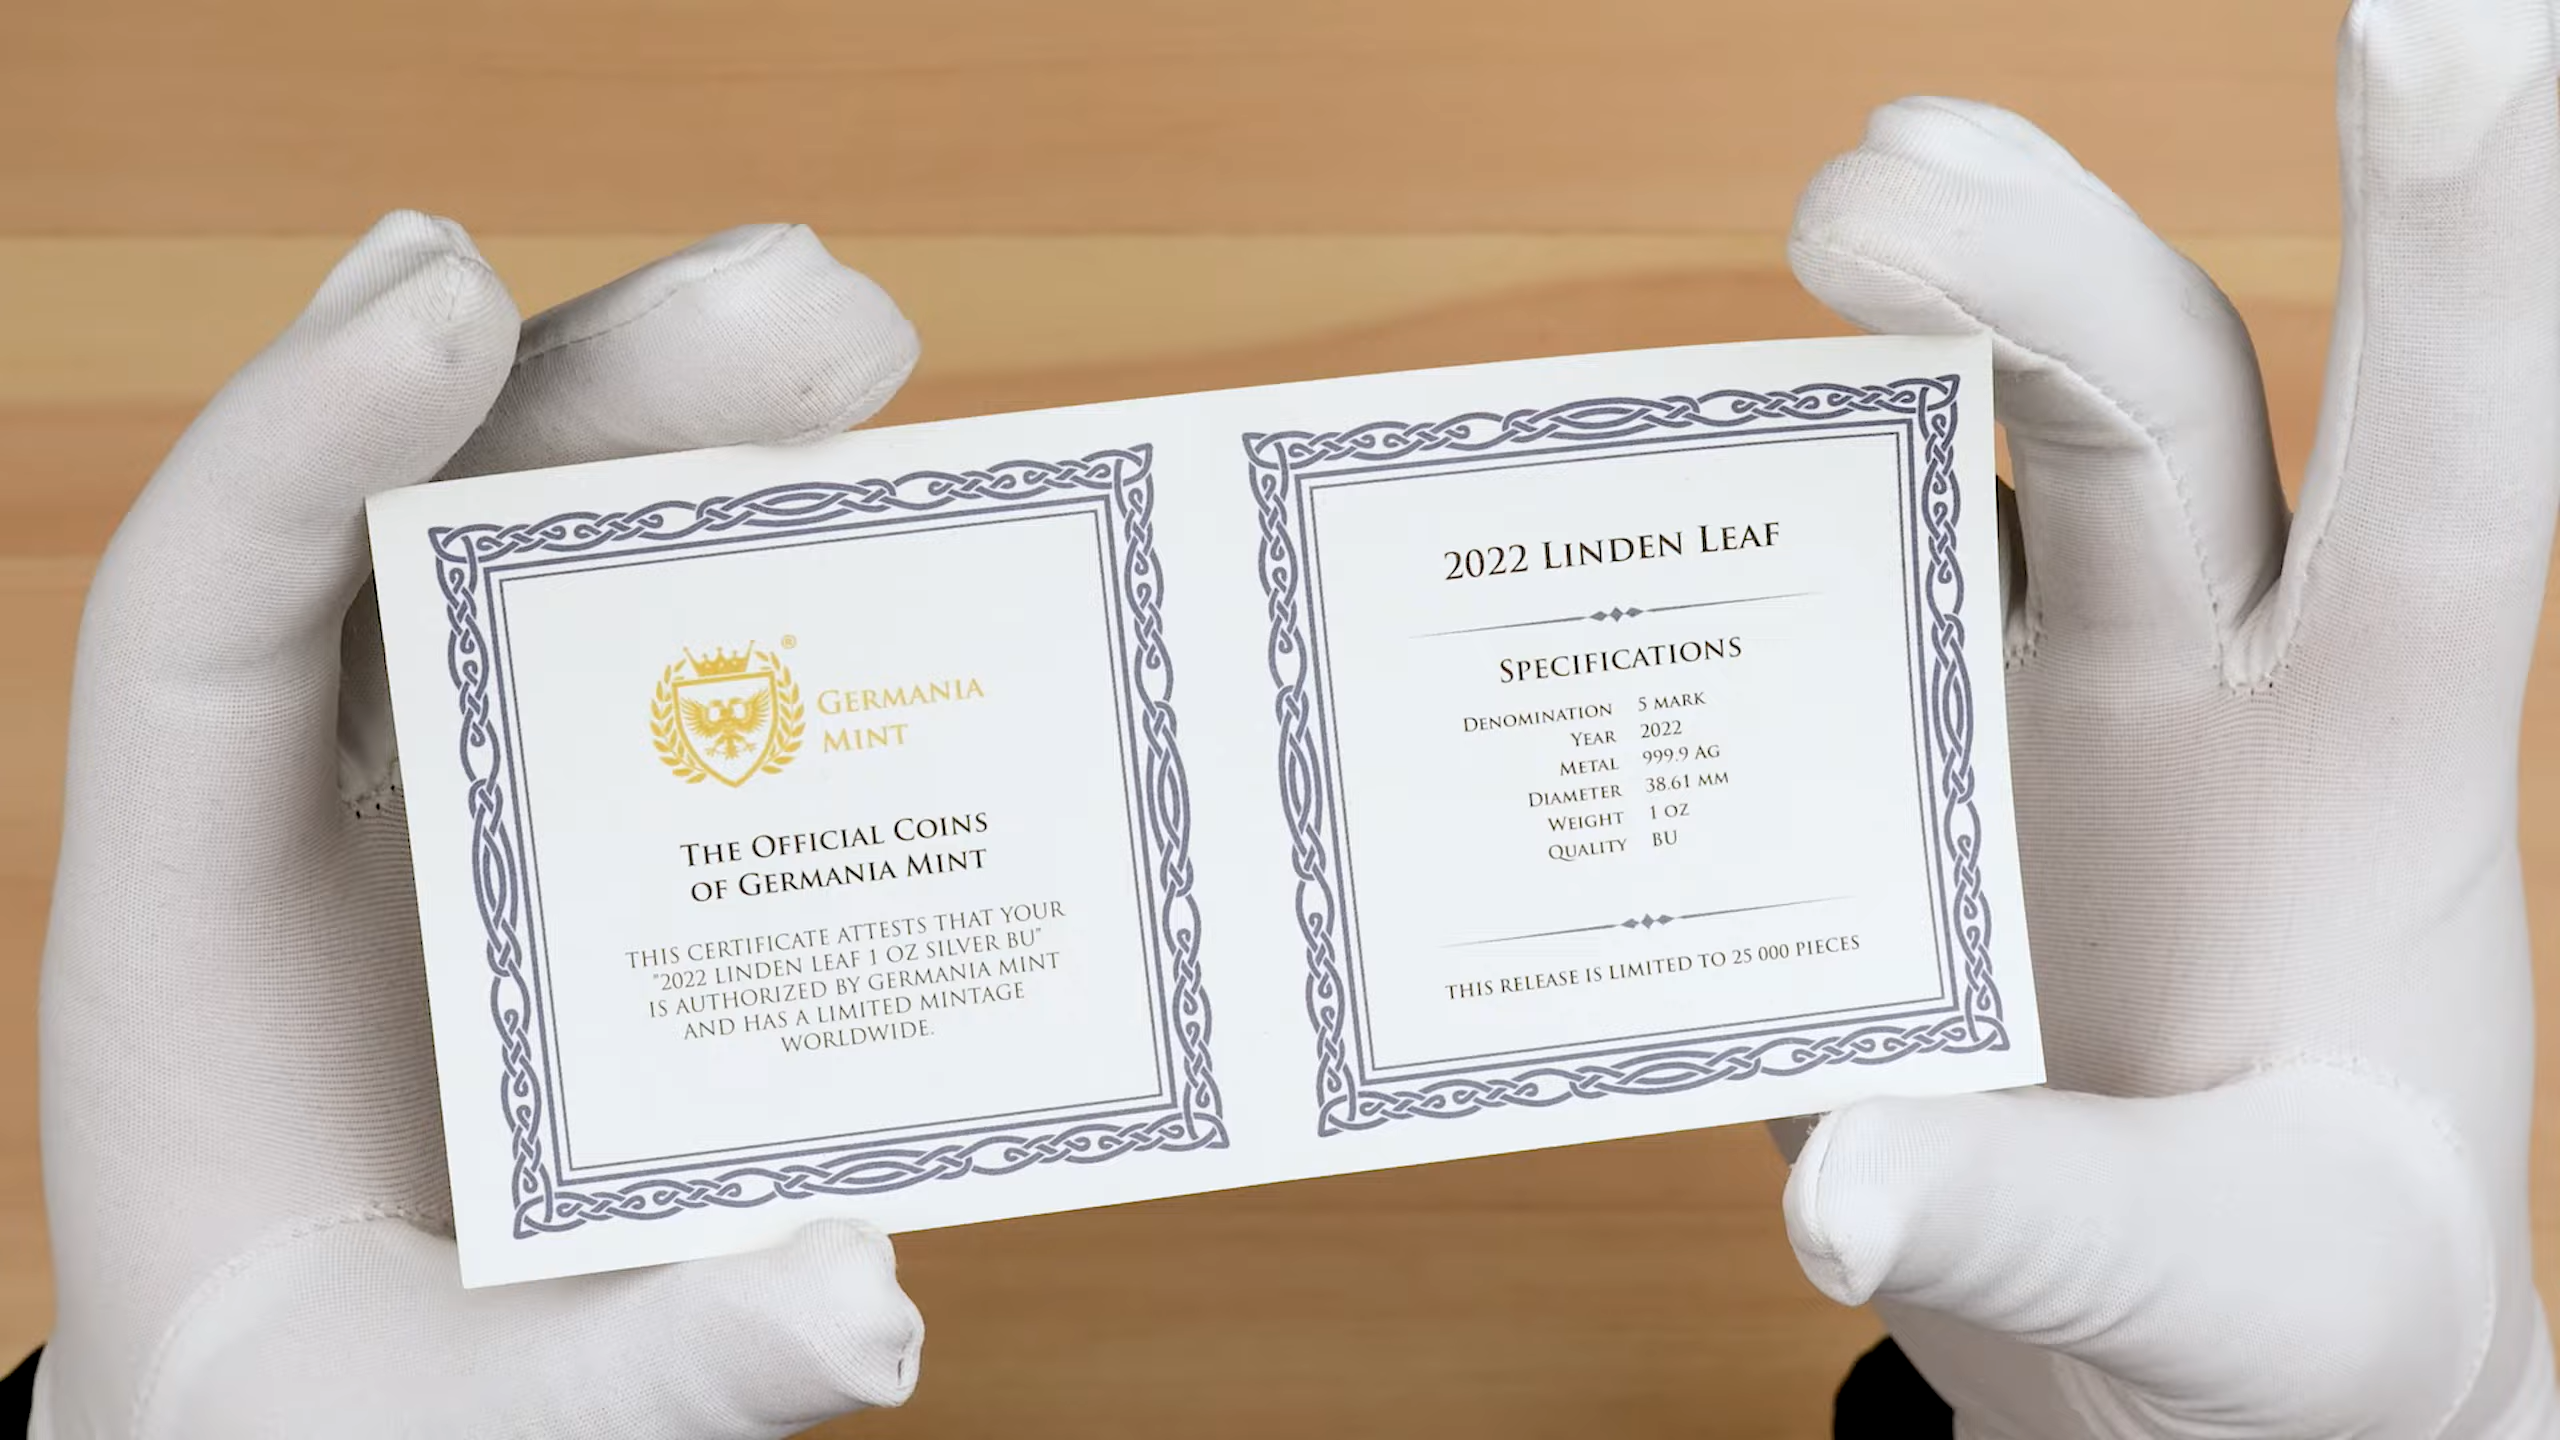 ®
GERMANIA
MINT
THE OFFICIAL COINS
OF GERMANIA MINT
THIS CERTIFICATE ATTESTS THAT YOUR
"2022 LINDEN LEAF 1 OZ SILVER BU"
IS AUTHORIZED BY GERMANIA MINT
AND HAS A LIMITED MINTAGE
WORLDWIDE.
2022 LINDEN LEAF
SPECIFICATIONS
DENOMINATION 5 MARK
YEAR 2022
METAL 999.9 AG
DIAMETER 38.61 MM
WEIGHT 1 OZ
QUALITY BU
THIS RELEASE IS LIMITED TO 25 000 PIECES